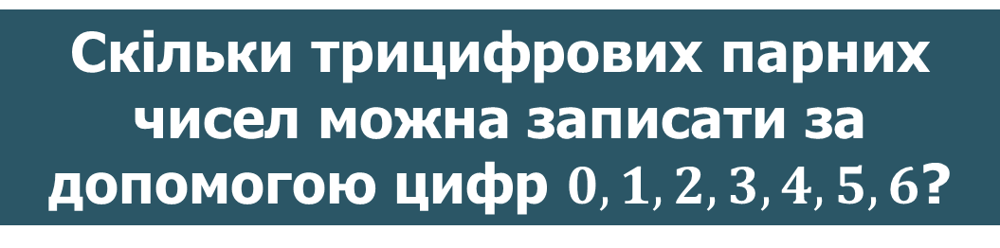 Скільки трицифрових парних
чисел можна записати за
допомогою цифр 0, 1, 2, 3, 4, 5, 6?